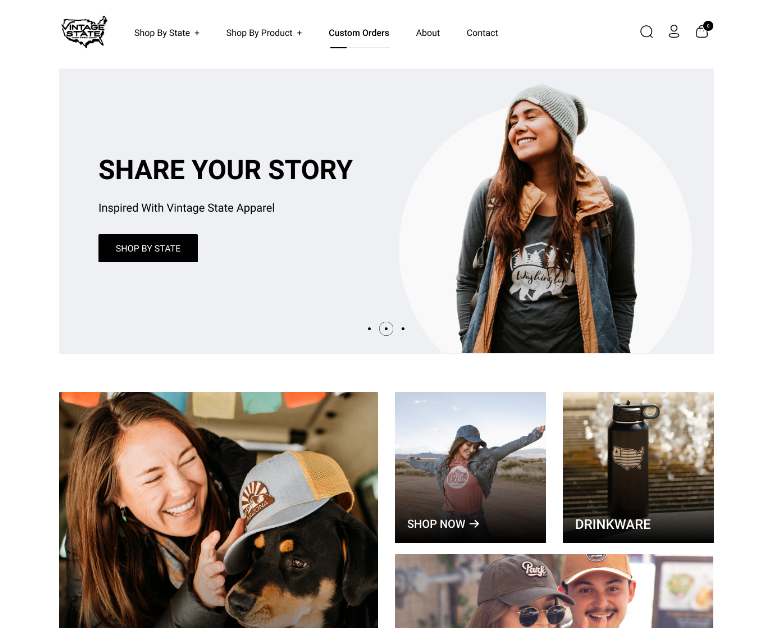 VINTAGE
STATE
Shop By State +
Shop By Product +
Custom Orders
About
Contact
0
SHARE YOUR STORY
Inspired With Vintage State Apparel
SHOP BY STATE
Washington
SHOP NOW →
DRINKWARE